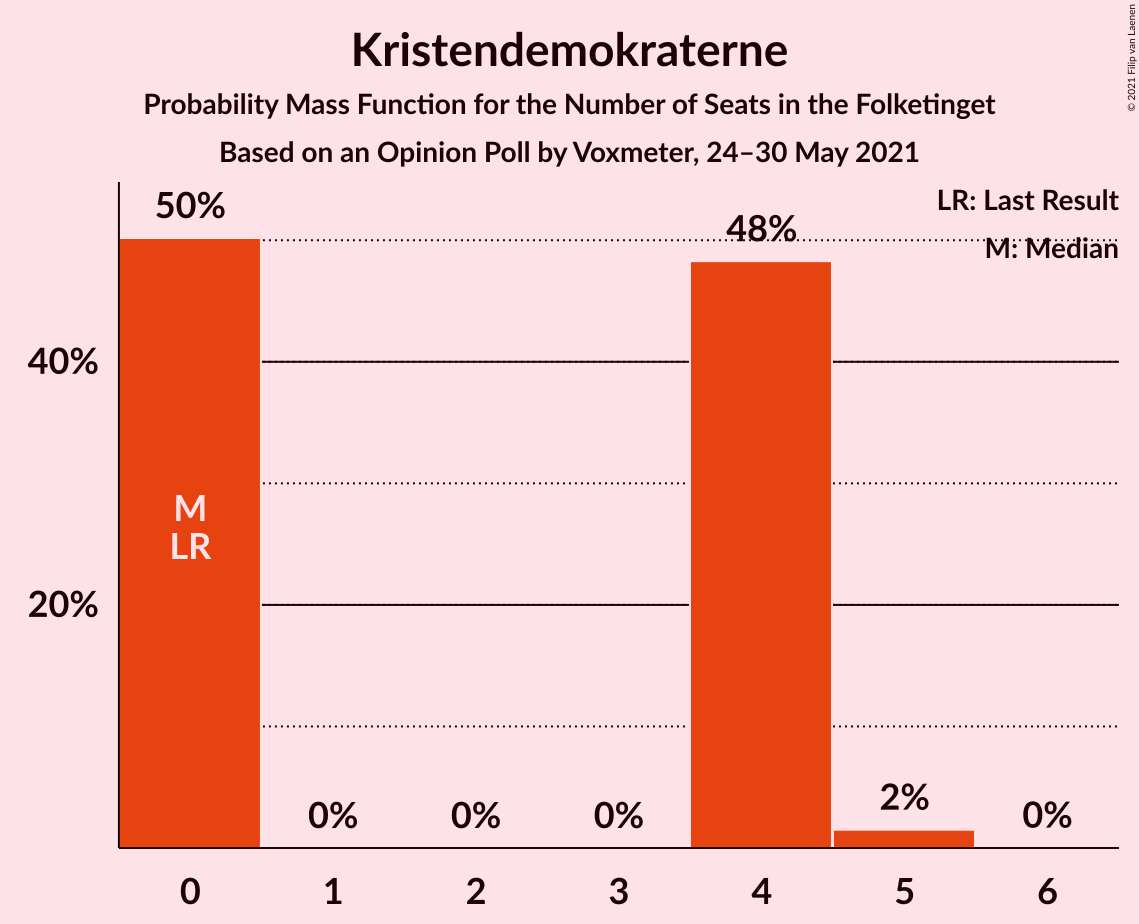 Kristendemokraterne
Probability Mass Function for the Number of Seats in the Folketinget
Based on an Opinion Poll by Voxmeter, 24–30 May 2021
© 2021 Filip van Laenen
LR: Last Result
M: Median
50%
48%
40%
M
LR
20%
0%
0%
0%
2%
0%
0
1
2
3
4
5
6